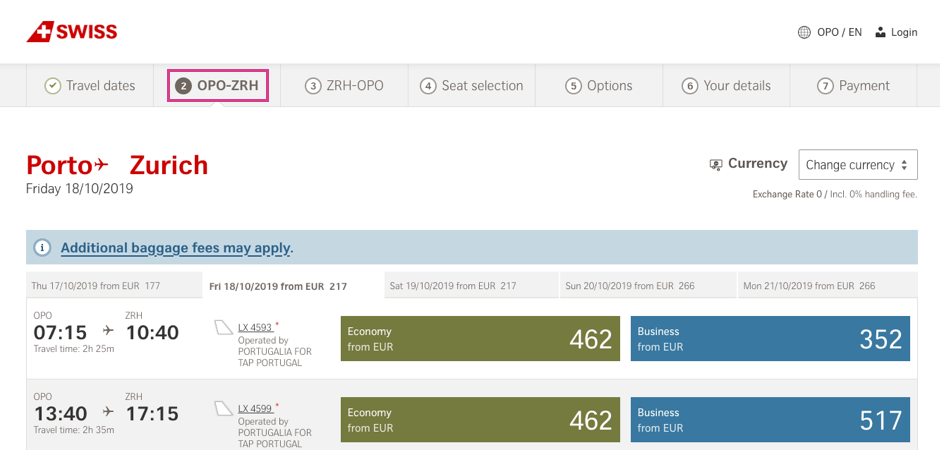 SWISS
OPO / EN Login
Travel dates
2 OPO-ZRH
3 ZRH-OPO
4 Seat selection
5 Options
6 Your details
7 Payment
Porto Zurich
Friday 18/10/2019
Currency Change currency
Exchange Rate 0 / Incl. 0% handling fee.
i Additional baggage fees may apply.
Thu 17/10/2019 from EUR 177
Fri 18/10/2019 from EUR 217
Sat 19/10/2019 from EUR 217
Sun 20/10/2019 from EUR 266
Mon 21/10/2019 from EUR 266
OPO ZRH
07:15 10:40
Travel time: 2h 25m
LX 4593 *
Operated by
PORTUGALIA FOR
TAP PORTUGAL
Economy
from EUR 462
Business
from EUR 352
OPO ZRH
13:40 17:15
Travel time: 2h 35m
LX 4599 *
Operated by
PORTUGALIA FOR
TAP PORTUGAL
Economy
from EUR 462
Business
from EUR 517